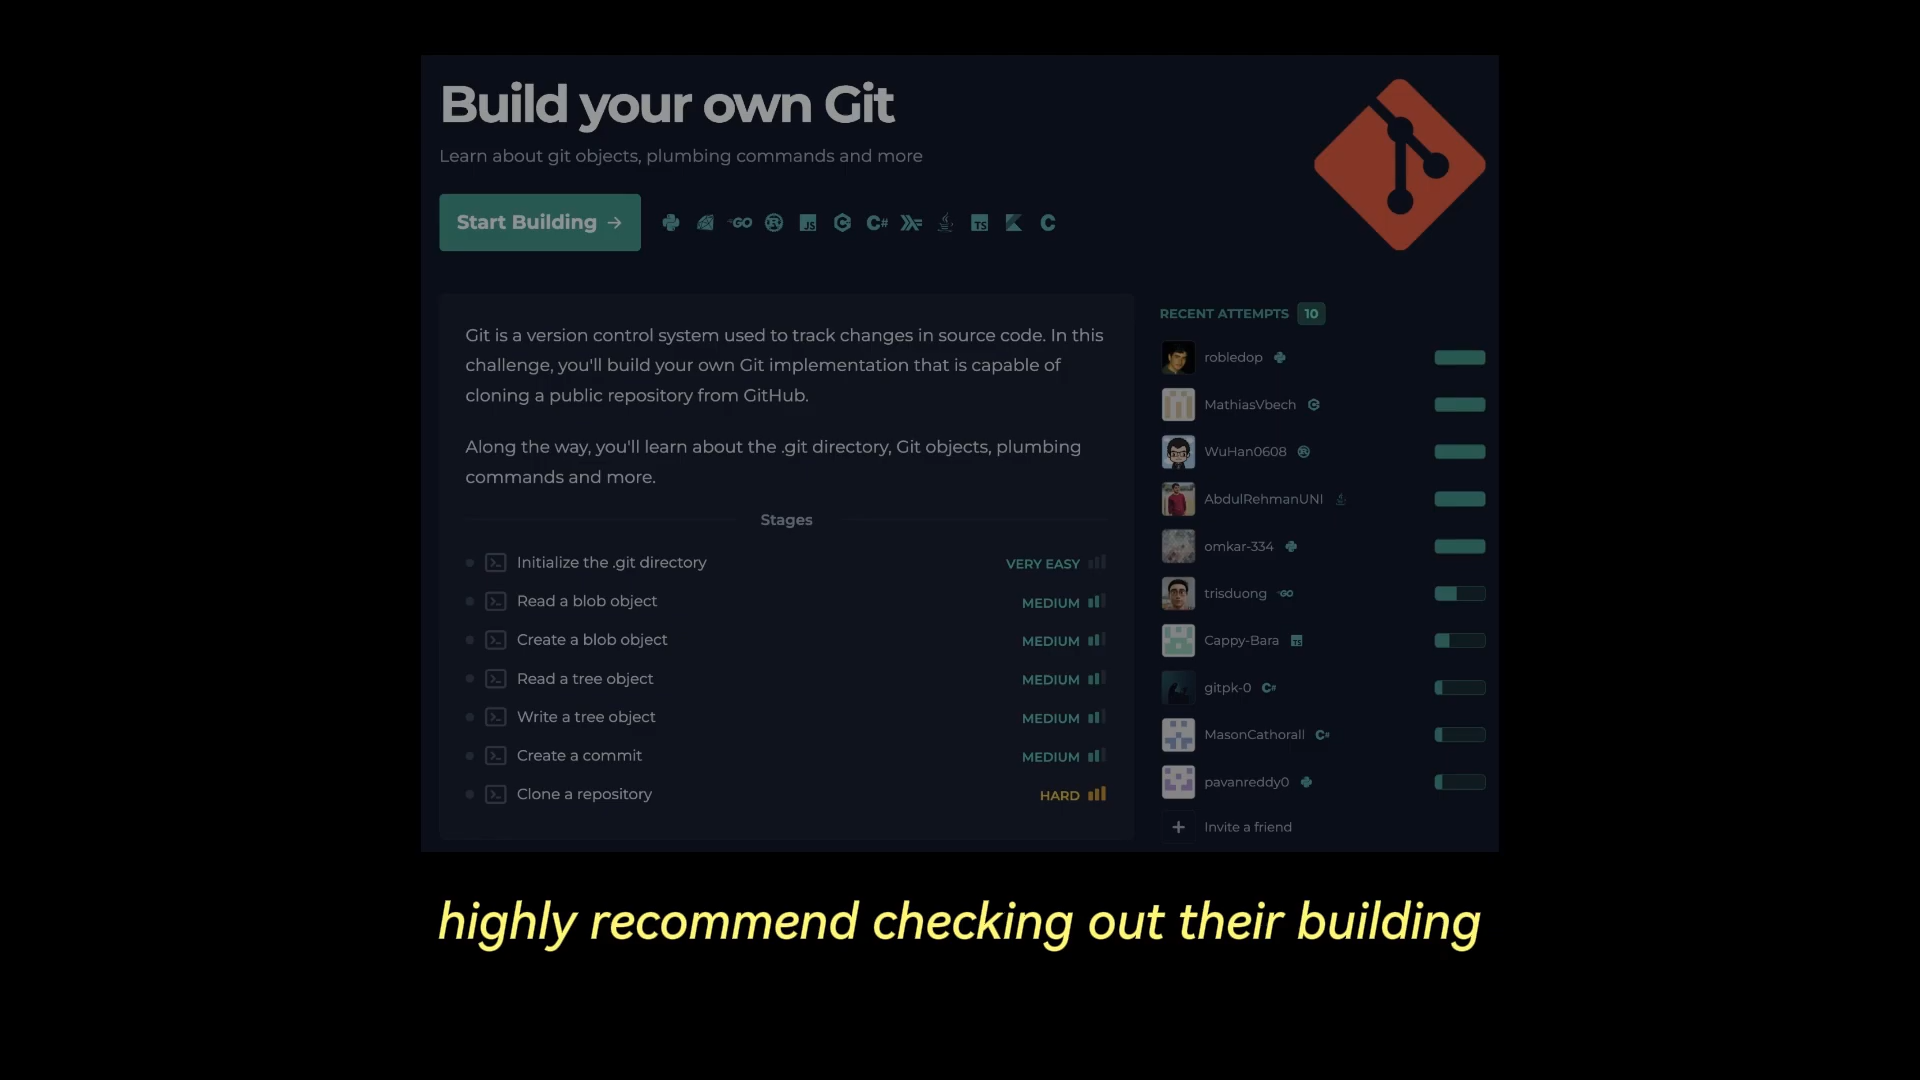 Build your own Git
Learn about git objects, plumbing commands and more
Start Building →
GO JS C# TS C
Git is a version control system used to track changes in source code. In this
challenge, you'll build your own Git implementation that is capable of
cloning a public repository from GitHub.
Along the way, you'll learn about the .git directory, Git objects, plumbing
commands and more.
Stages
Initialize the .git directory VERY EASY
Read a blob object MEDIUM
Create a blob object MEDIUM
Read a tree object MEDIUM
Write a tree object MEDIUM
Create a commit MEDIUM
Clone a repository HARD
RECENT ATTEMPTS 10
robledop
MathiasVbech
WuHan0608
AbdulRehmanUNI
omkar-334
trisduong GO
Cappy-Bara TS
gitpk-0 C#
MasonCathorall C#
pavanreddy0
+ Invite a friend
highly recommend checking out their building